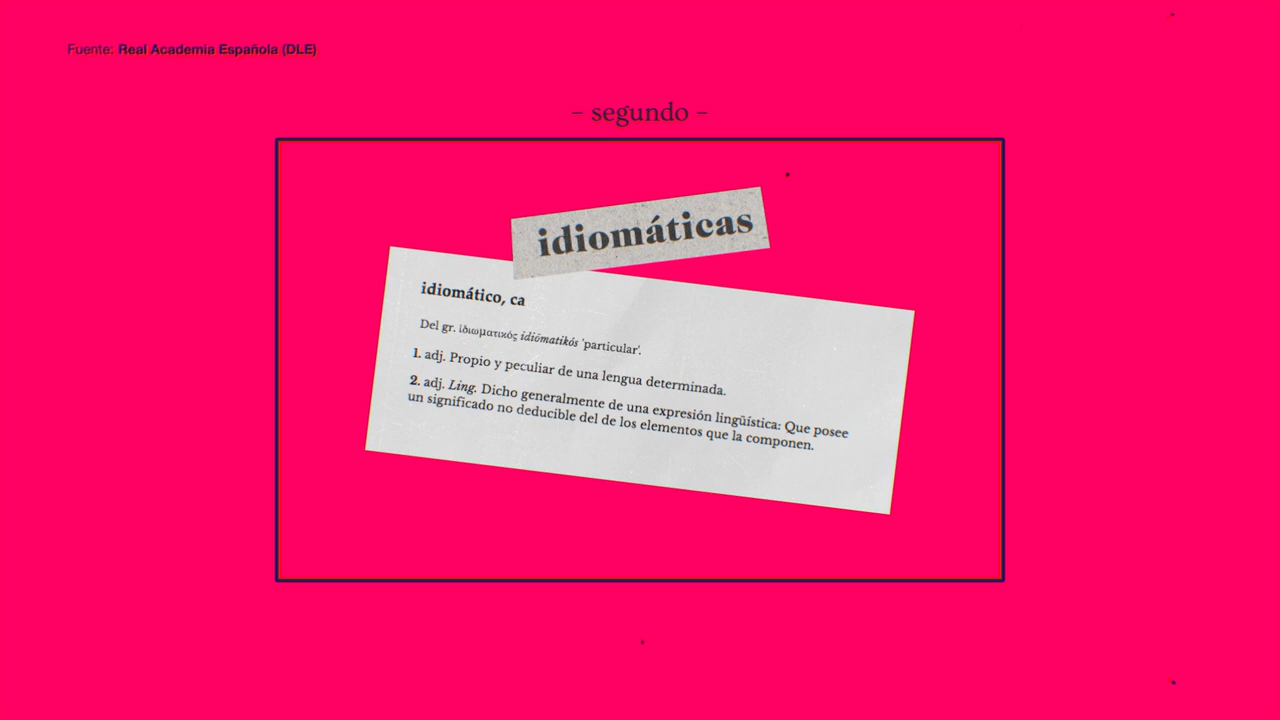 Fuente: Real Academia Española (DLE)
– segundo –
idiomáticas
idiomático, ca
Del gr. ἰδιωματικός idiōmatikós 'particular'.
1. adj. Propio y peculiar de una lengua determinada.
2. adj. Ling. Dicho generalmente de una expresión lingüística: Que posee
un significado no deducible del de los elementos que la componen.